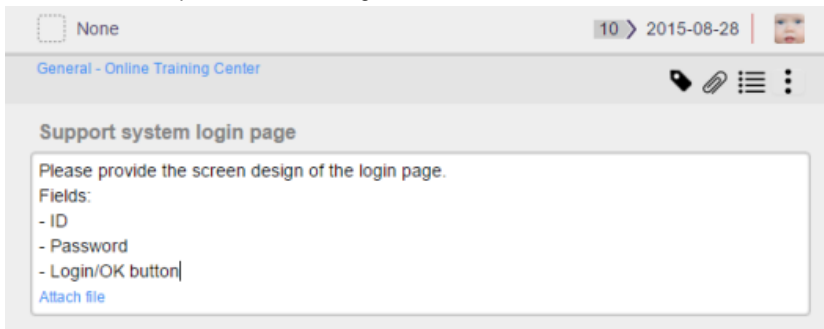 None
10 2015-08-28
General - Online Training Center
Support system login page
Please provide the screen design of the login page.
Fields:
- ID
- Password
- Login/OK button
Attach file